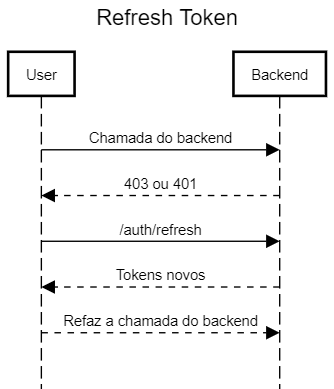 Refresh Token
User
Backend
Chamada do backend
403 ou 401
/auth/refresh
Tokens novos
Refaz a chamada do backend